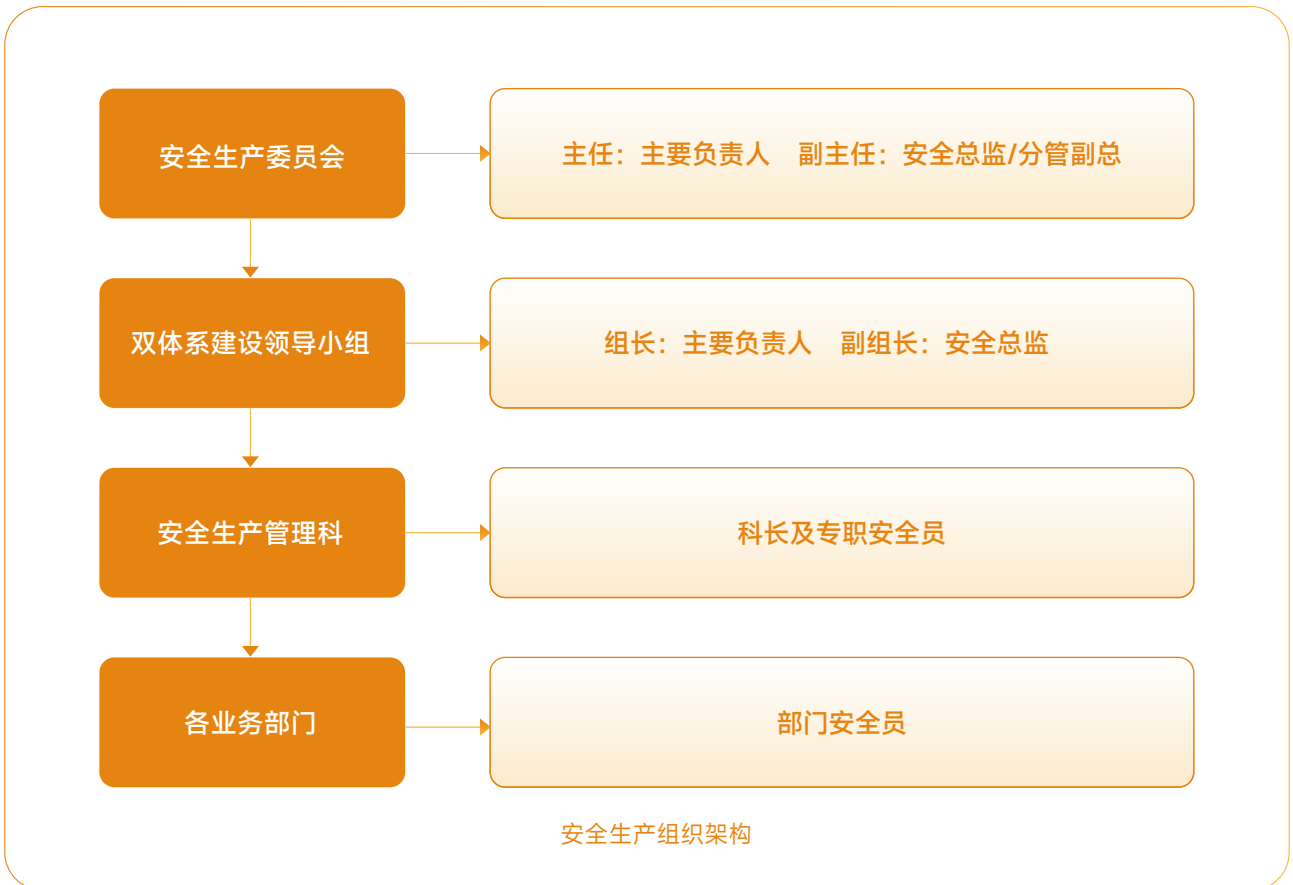 安全生产委员会
主任：主要负责人　副主任：安全总监/分管副总
双体系建设领导小组
组长：主要负责人　副组长：安全总监
安全生产管理科
科长及专职安全员
各业务部门
部门安全员
安全生产组织架构